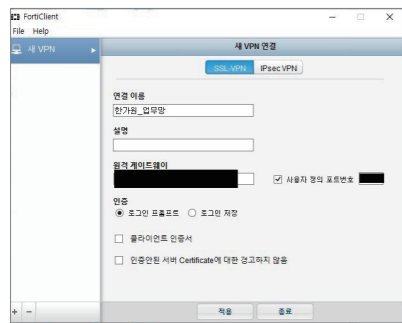 FortiClient
File Help
새 VPN
새 VPN 연결
SSL-VPN IPsec VPN
연결 이름
한가원_업무망
설명
원격 게이트웨이
사용자 정의 포트번호
인증
로그인 프롬프트 로그인 저장
클라이언트 인증서
인증안된 서버 Certificate에 대한 경고하지 않음
적용 종료